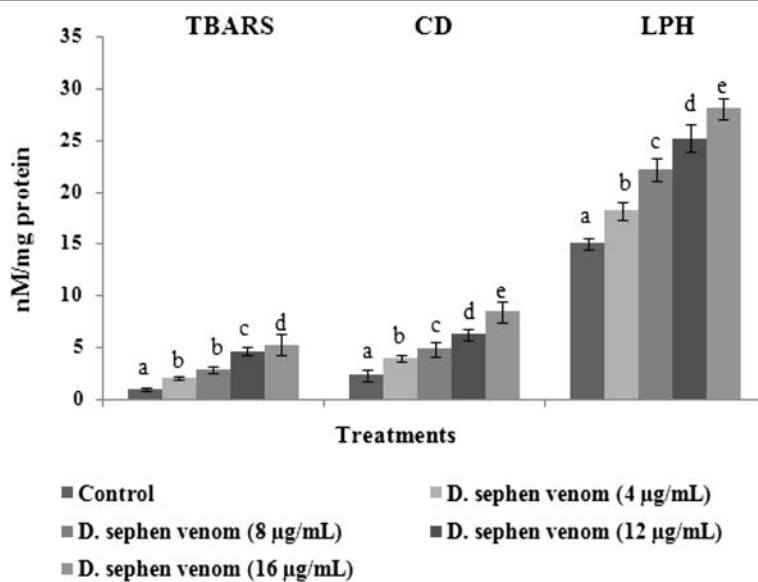 TBARS CD LPH
35
30
25
20
15
10
5
0
nM/mg protein
a b b c d
a b c d e
a b c d e
Treatments
Control
D. sephen venom (4 µg/mL)
D. sephen venom (8 µg/mL)
D. sephen venom (12 µg/mL)
D. sephen venom (16 µg/mL)